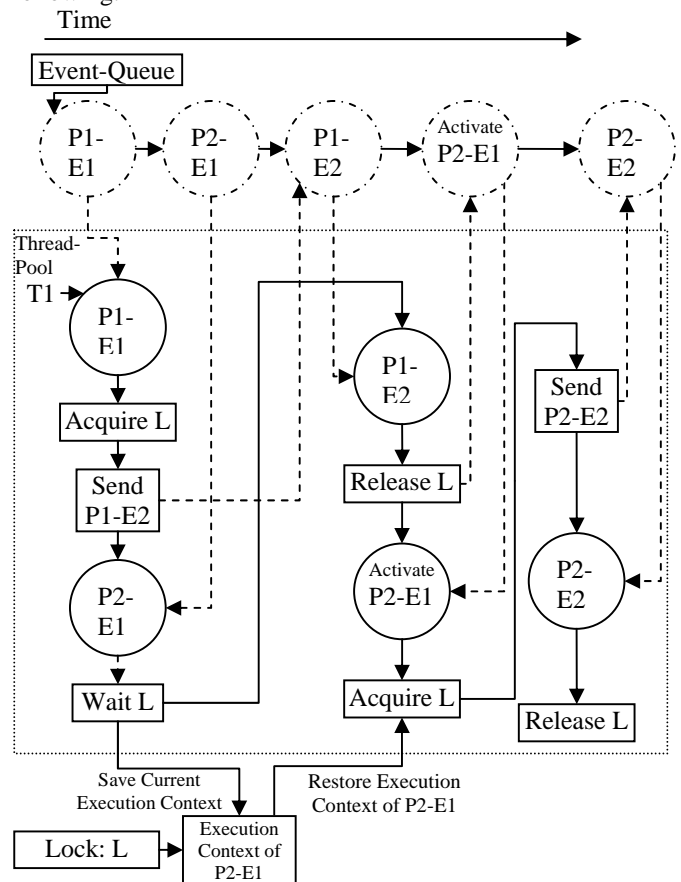 Time
Event-Queue
P1-
E1
P2-
E1
P1-
E2
Activate
P2-E1
P2-
E2
Thread-
Pool
T1
P1-
E1
Acquire L
Send
P1-E2
P2-
E1
Wait L
P1-
E2
Release L
Activate
P2-E1
Acquire L
Send
P2-E2
P2-
E2
Release L
Save Current
Execution Context
Restore Execution
Context of P2-E1
Lock: L
Execution
Context of
P2-E1